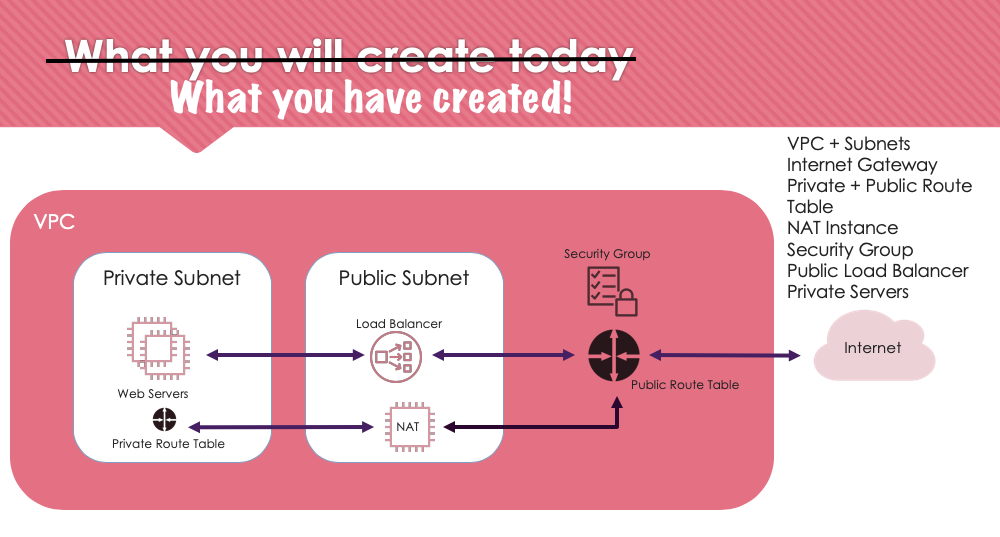 What you will create today
What you have created!
VPC + Subnets
Internet Gateway
Private + Public Route
Table
NAT Instance
Security Group
Public Load Balancer
Private Servers
VPC
Private Subnet
Web Servers
Private Route Table
Public Subnet
Load Balancer
NAT
Security Group
Public Route Table
Internet